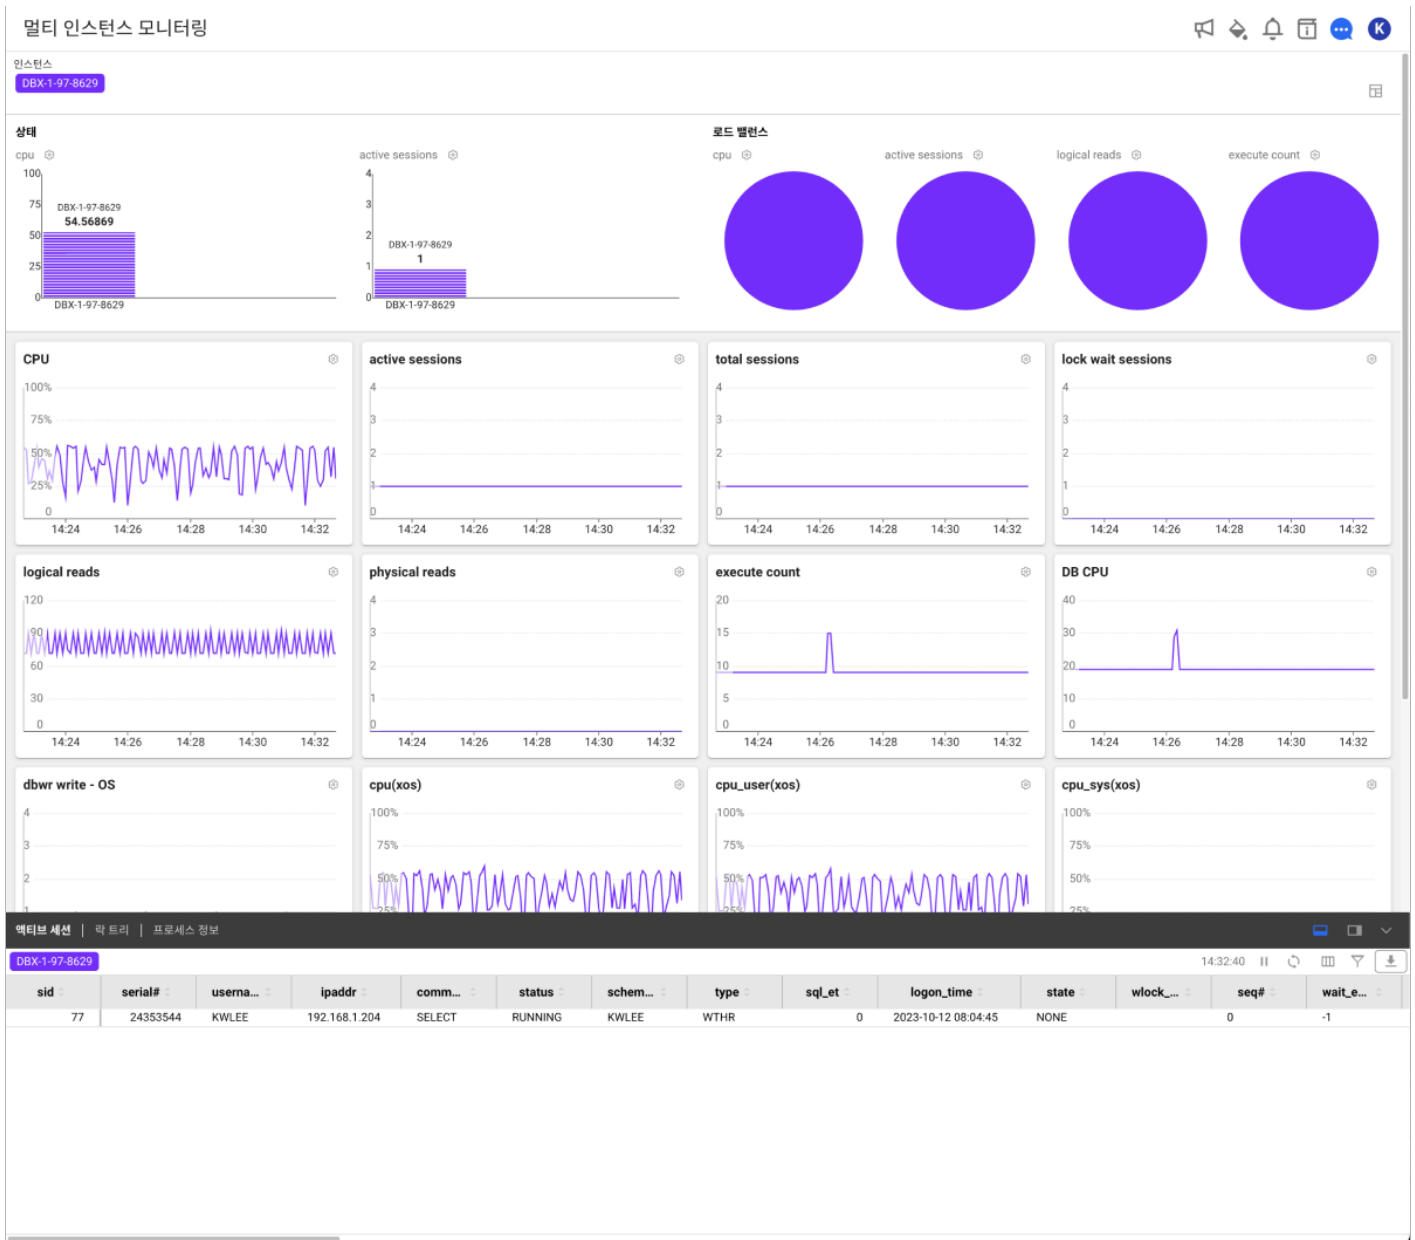 멀티 인스턴스 모니터링
K
인스턴스
DBX-1-97-8629
상태
로드 밸런스
cpu
active sessions
cpu
active sessions
logical reads
execute count
100
75
50
25
0
DBX-1-97-8629
54.56869
DBX-1-97-8629
4
3
2
1
0
DBX-1-97-8629
1
DBX-1-97-8629
CPU
100%
75%
50%
25%
0
14:24 14:26 14:28 14:30 14:32
active sessions
4
3
2
1
0
14:24 14:26 14:28 14:30 14:32
total sessions
4
3
2
1
0
14:24 14:26 14:28 14:30 14:32
lock wait sessions
4
3
2
1
0
14:24 14:26 14:28 14:30 14:32
logical reads
120
90
60
30
0
14:24 14:26 14:28 14:30 14:32
physical reads
4
3
2
1
0
14:24 14:26 14:28 14:30 14:32
execute count
20
15
10
5
0
14:24 14:26 14:28 14:30 14:32
DB CPU
40
30
20
10
0
14:24 14:26 14:28 14:30 14:32
dbwr write - OS
4
3
2
1
cpu(xos)
100%
75%
50%
25%
cpu_user(xos)
100%
75%
50%
25%
cpu_sys(xos)
100%
75%
50%
25%
액티브 세션 | 락 트리 | 프로세스 정보
DBX-1-97-8629
14:32:40
sid serial# userna... ipaddr comm... status schem... type sql_et logon_time state wlock_... seq# wait_e...
77 24353544 KWLEE 192.168.1.204 SELECT RUNNING KWLEE WTHR 0 2023-10-12 08:04:45 NONE 0 -1